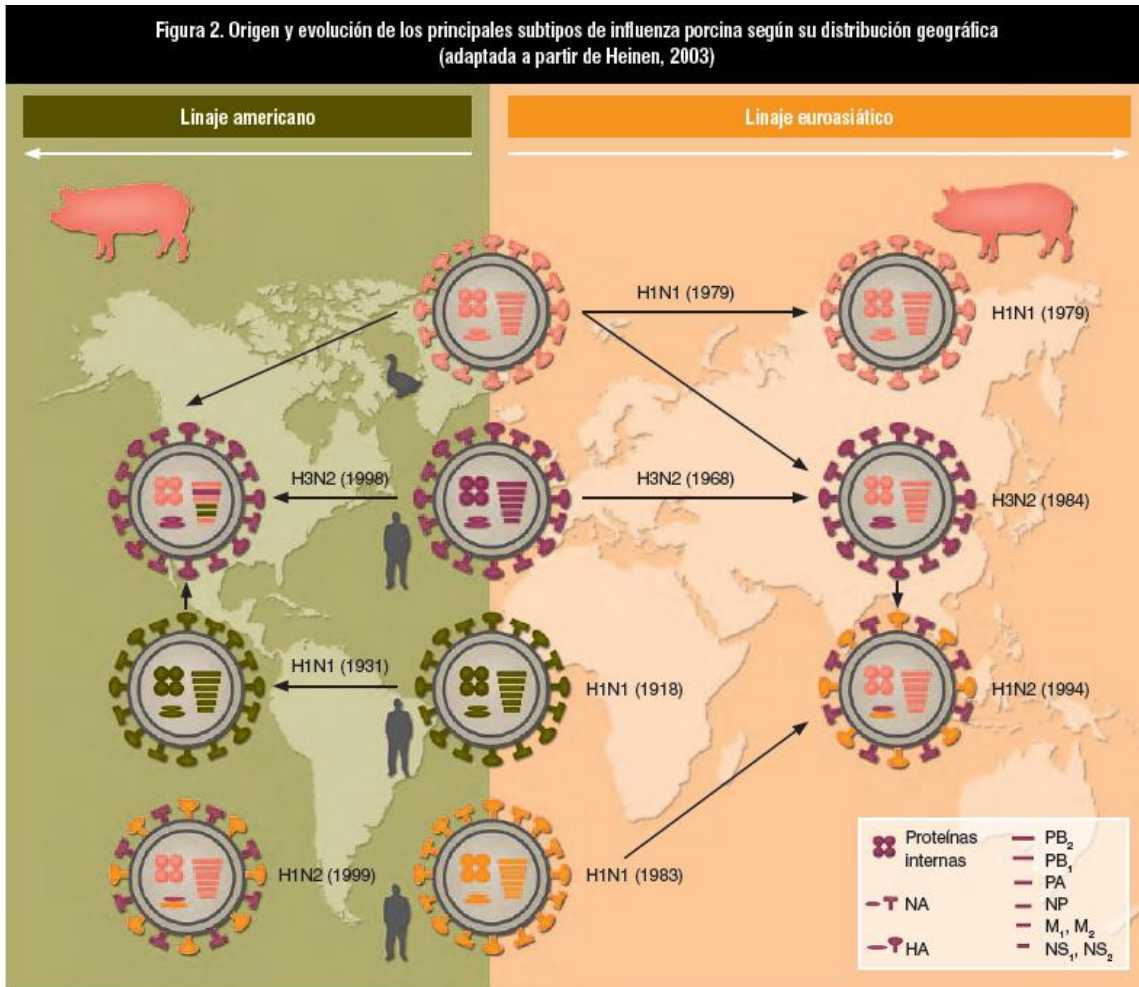 Figura 2. Origen y evolución de los principales subtipos de influenza porcina según su distribución geográfica
(adaptada a partir de Heinen, 2003)
Linaje americano
Linaje euroasiático
H1N1 (1979)
H1N1 (1979)
H3N2 (1998)
H3N2 (1968)
H3N2 (1984)
H1N1 (1931)
H1N1 (1918)
H1N2 (1994)
H1N2 (1999)
H1N1 (1983)
Proteínas
internas
NA
HA
PB₂
PB₁
PA
NP
M₁, M₂
NS₁, NS₂